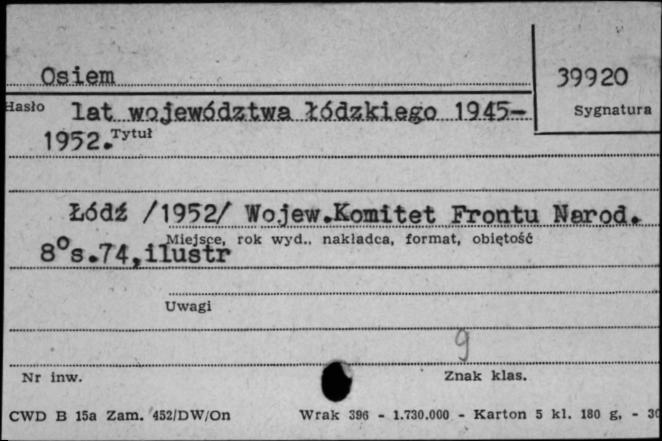 Osiem
39920
Hasło
Sygnatura
lat województwa łódzkiego 1945-
1952.
Tytuł
Łódź /1952/ Wojew.Komitet Frontu Narod.
Miejsce, rok wyd., nakładca, format, obiętość
8° s.74,ilustr
Uwagi
9
Nr inw.
Znak klas.
CWD B 15a Zam. 452/DW/On Wrak 396 - 1.730.000 - Karton 5 kl. 180 g, - 30